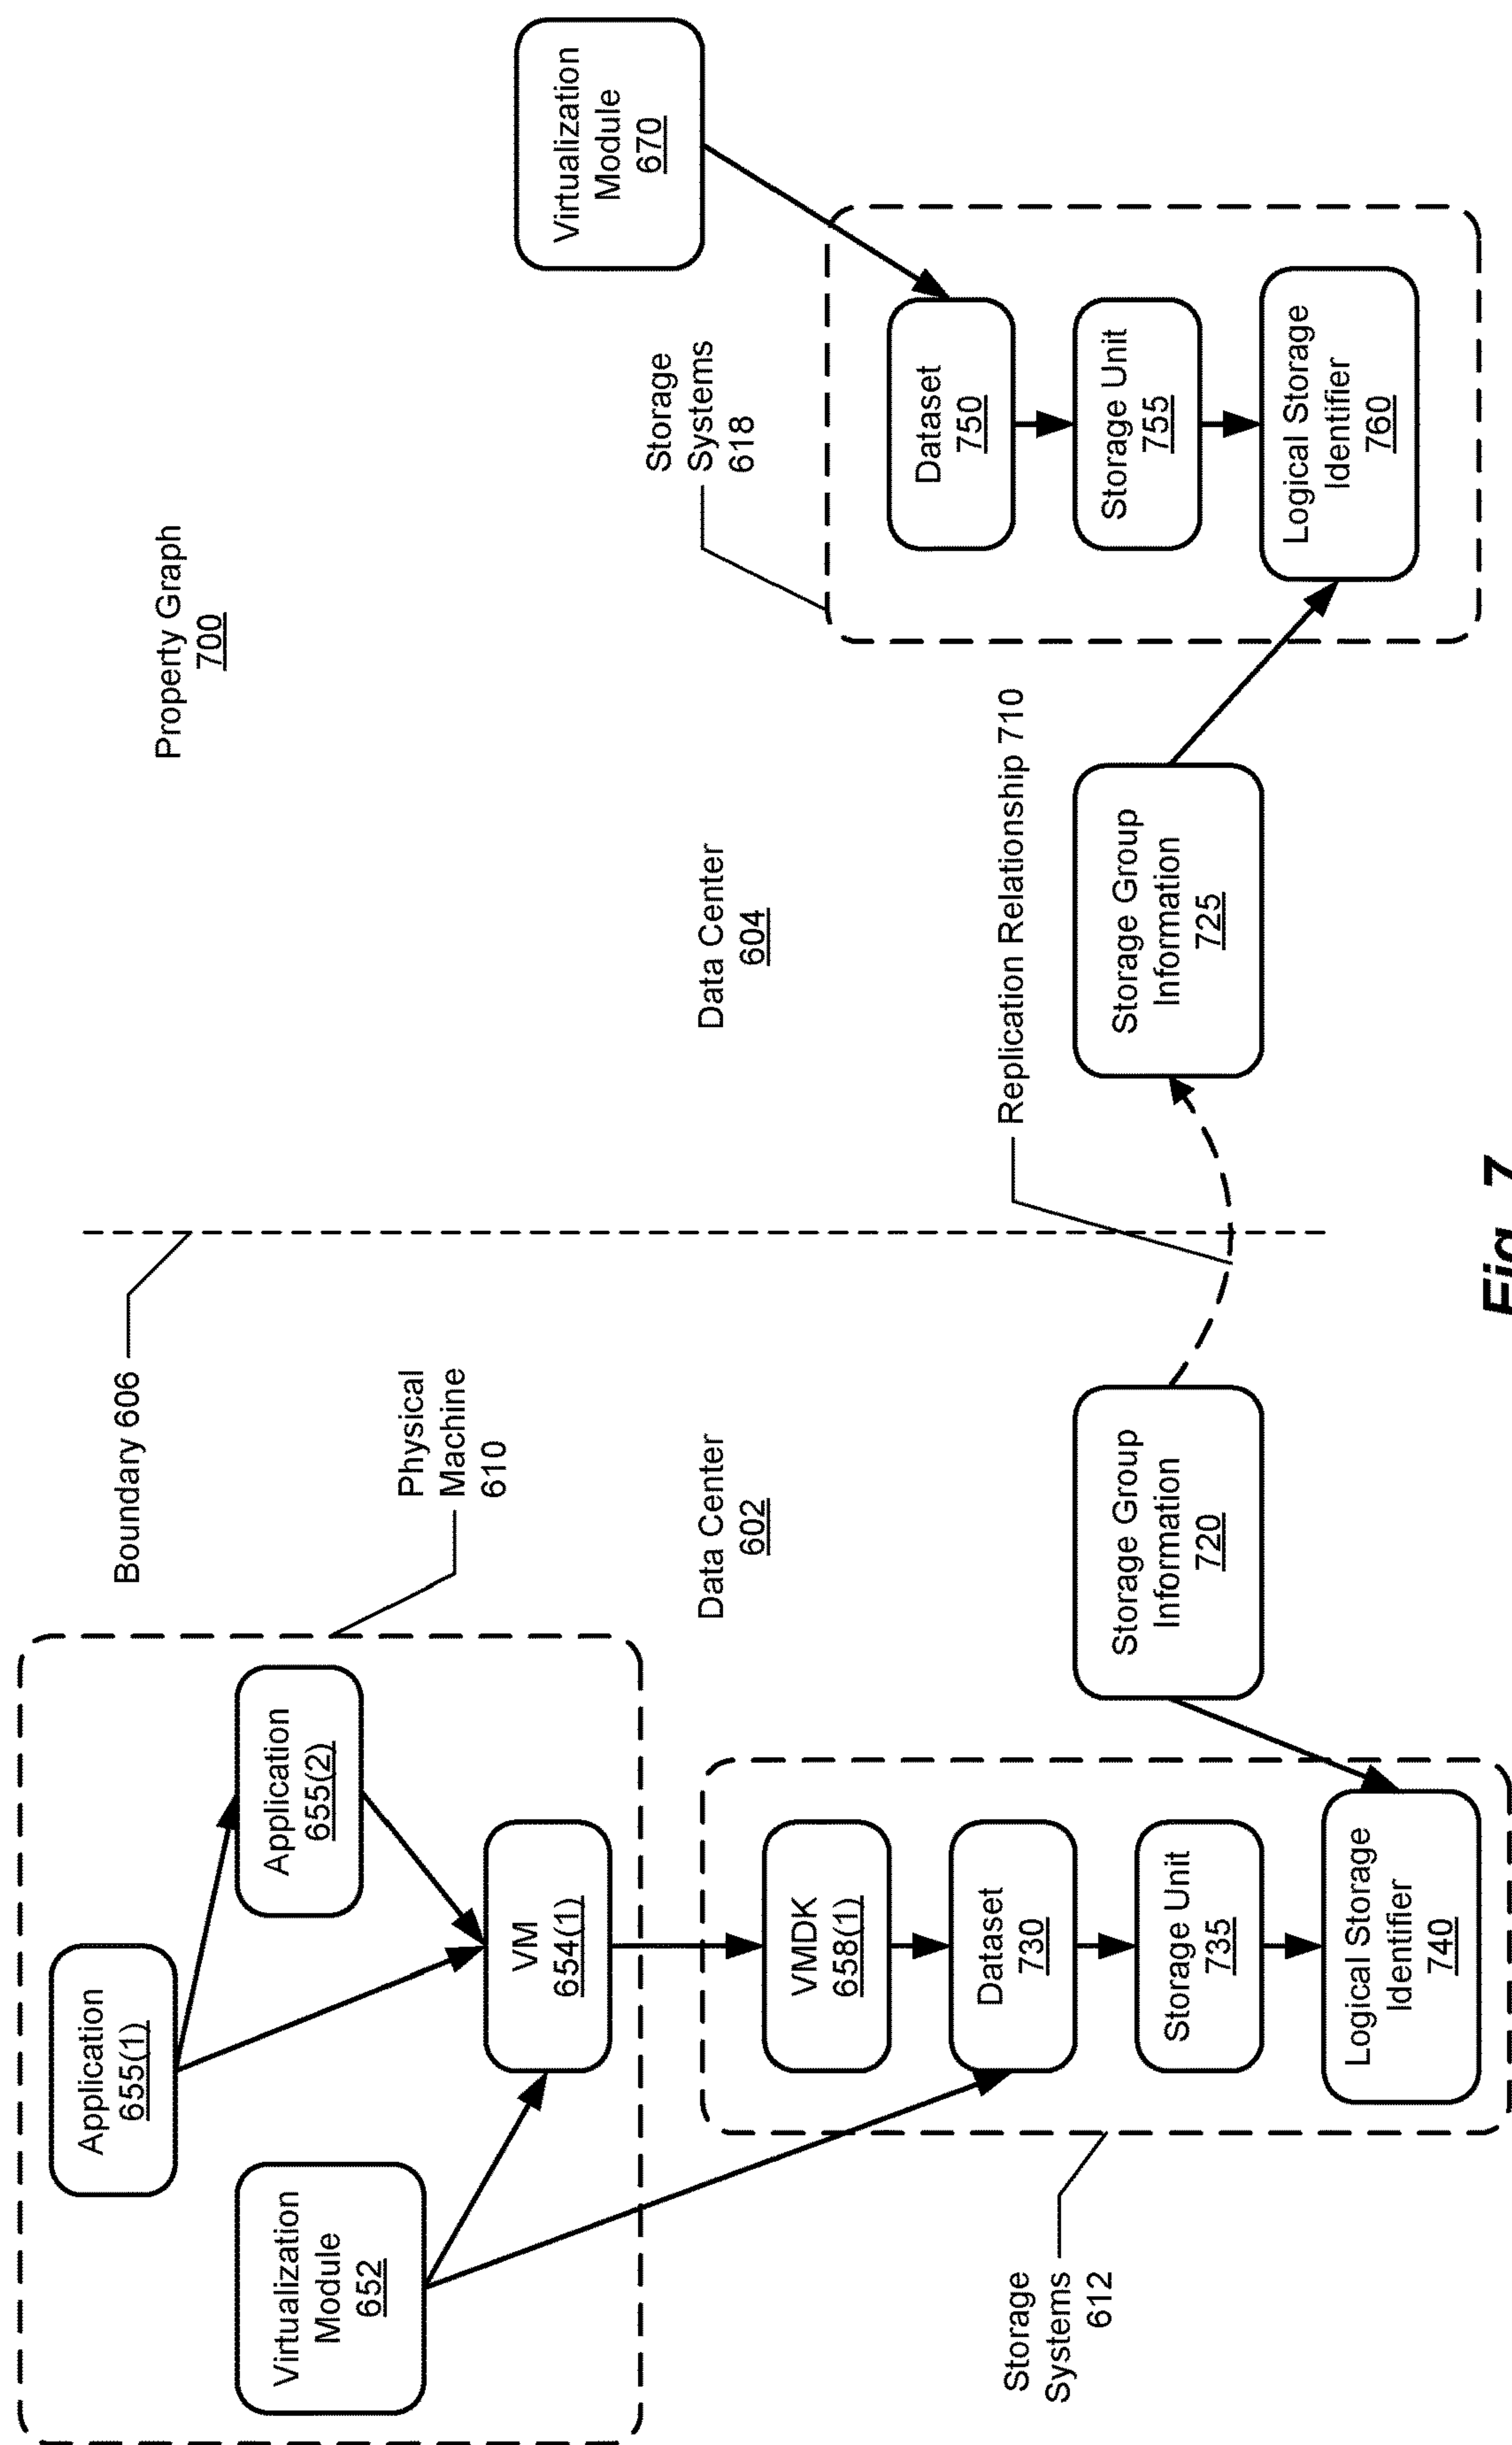 Property Graph
700
Boundary 606
Application
655(1)
Application
655(2)
Physical
Machine
610
Virtualization
Module
652
VM
654(1)
Virtualization
Module
670
Data Center
602
Data Center
604
Storage
Systems
618
VMDK
658(1)
Dataset
730
Storage Unit
735
Logical Storage
Identifier
740
Storage
Systems
612
Storage Group
Information
720
Replication Relationship 710
Storage Group
Information
725
Dataset
750
Storage Unit
755
Logical Storage
Identifier
760
Fig. 7